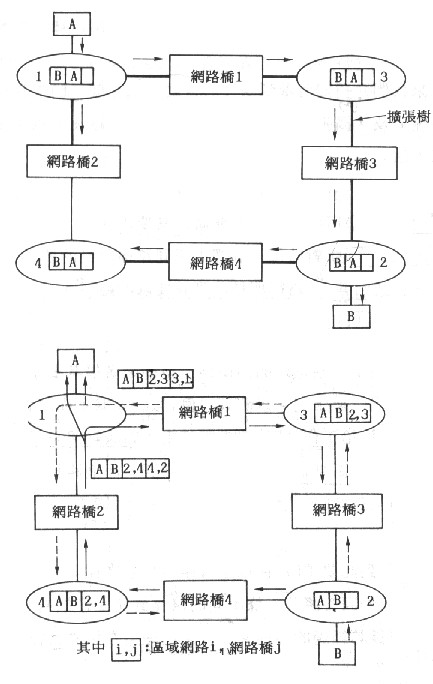 A
1 B A
網路橋1
B A 3
擴張樹
網路橋2
網路橋3
4 B A
網路橋4
B A 2
B
A
A B 2,3 3,1
1
網路橋1
3 A B 2,3
A B 2,4 4,2
網路橋2
網路橋3
4 A B 2,4
網路橋4
A B 2
B
其中 i,j :區域網路i,網路橋j